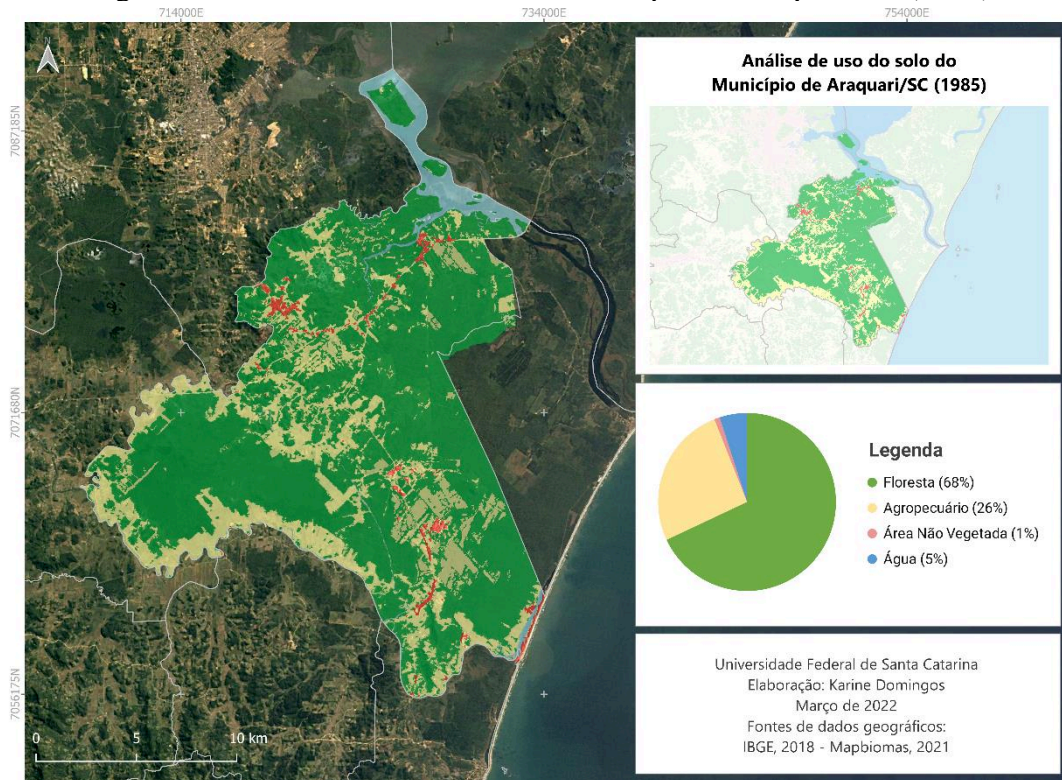 714000E
734000E
754000E
7087185N
7071680N
7056175N
N
0 5 10 km
Análise de uso do solo do
Município de Araquari/SC (1985)
Legenda
Floresta (68%)
Agropecuário (26%)
Área Não Vegetada (1%)
Água (5%)
Universidade Federal de Santa Catarina
Elaboração: Karine Domingos
Março de 2022
Fontes de dados geográficos:
IBGE, 2018 - Mapbiomas, 2021